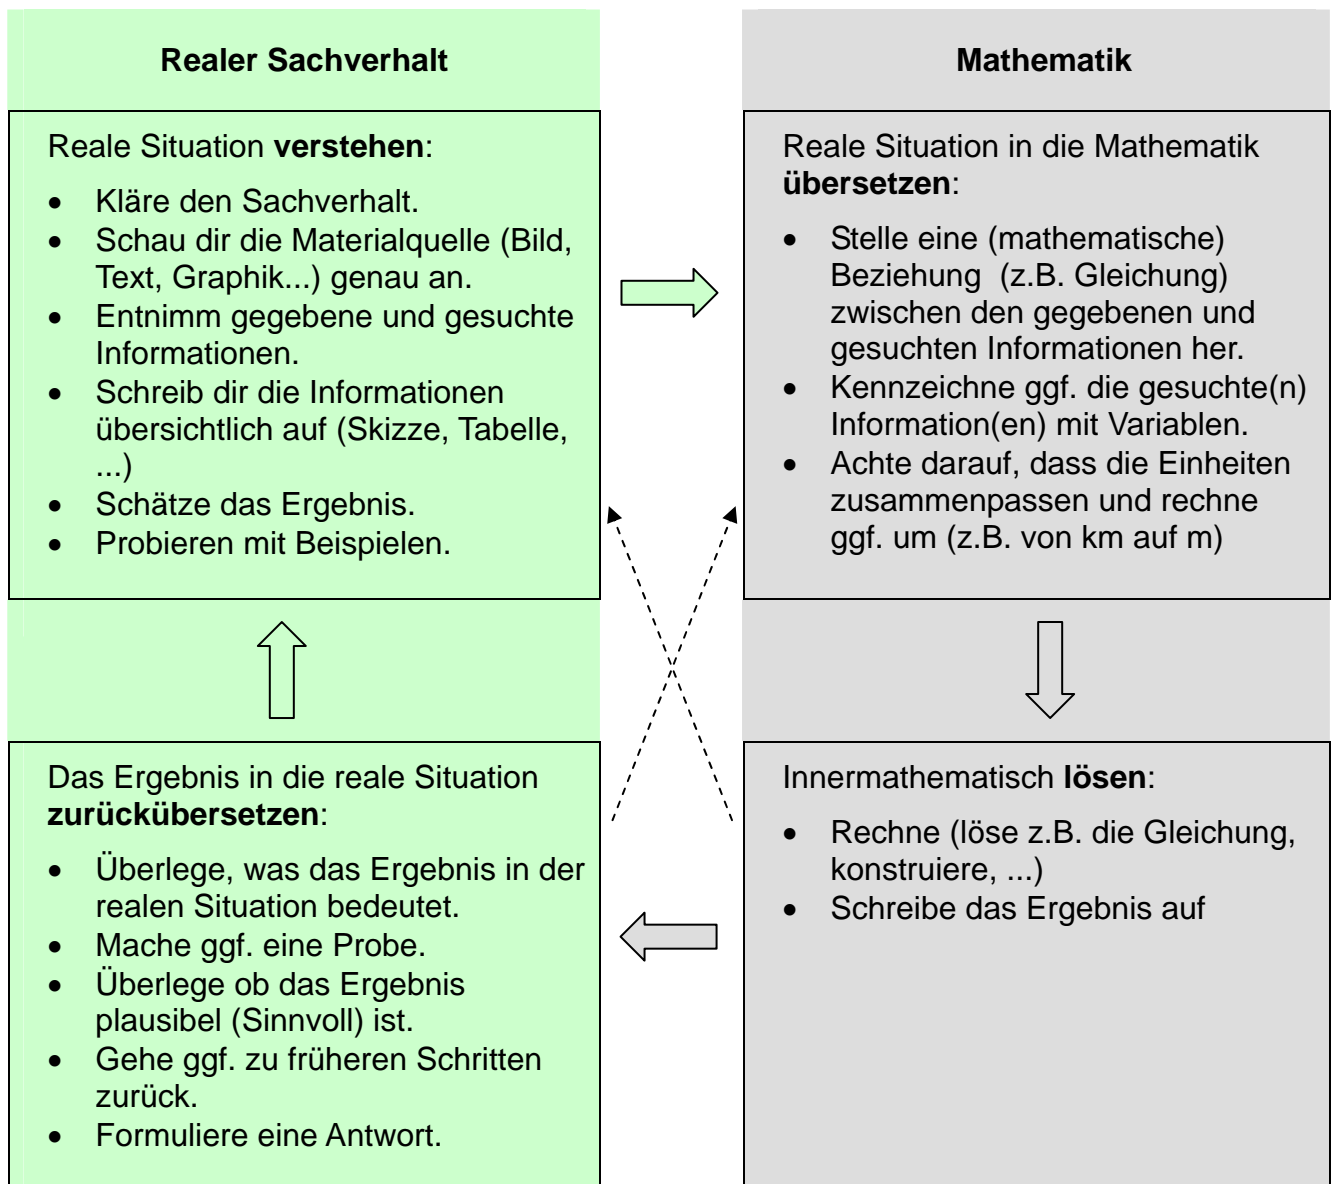 Realer Sachverhalt
Mathematik
Reale Situation verstehen:
• Kläre den Sachverhalt.
• Schau dir die Materialquelle (Bild,
Text, Graphik...) genau an.
• Entnimm gegebene und gesuchte
Informationen.
• Schreib dir die Informationen
übersichtlich auf (Skizze, Tabelle,
...)
• Schätze das Ergebnis.
• Probieren mit Beispielen.
Reale Situation in die Mathematik
übersetzen:
• Stelle eine (mathematische)
Beziehung (z.B. Gleichung)
zwischen den gegebenen und
gesuchten Informationen her.
• Kennzeichne ggf. die gesuchte(n)
Information(en) mit Variablen.
• Achte darauf, dass die Einheiten
zusammenpassen und rechne
ggf. um (z.B. von km auf m)
Das Ergebnis in die reale Situation
zurückübersetzen:
• Überlege, was das Ergebnis in der
realen Situation bedeutet.
• Mache ggf. eine Probe.
• Überlege ob das Ergebnis
plausibel (Sinnvoll) ist.
• Gehe ggf. zu früheren Schritten
zurück.
• Formuliere eine Antwort.
Innermathematisch lösen:
• Rechne (löse z.B. die Gleichung,
konstruiere, ...)
• Schreibe das Ergebnis auf